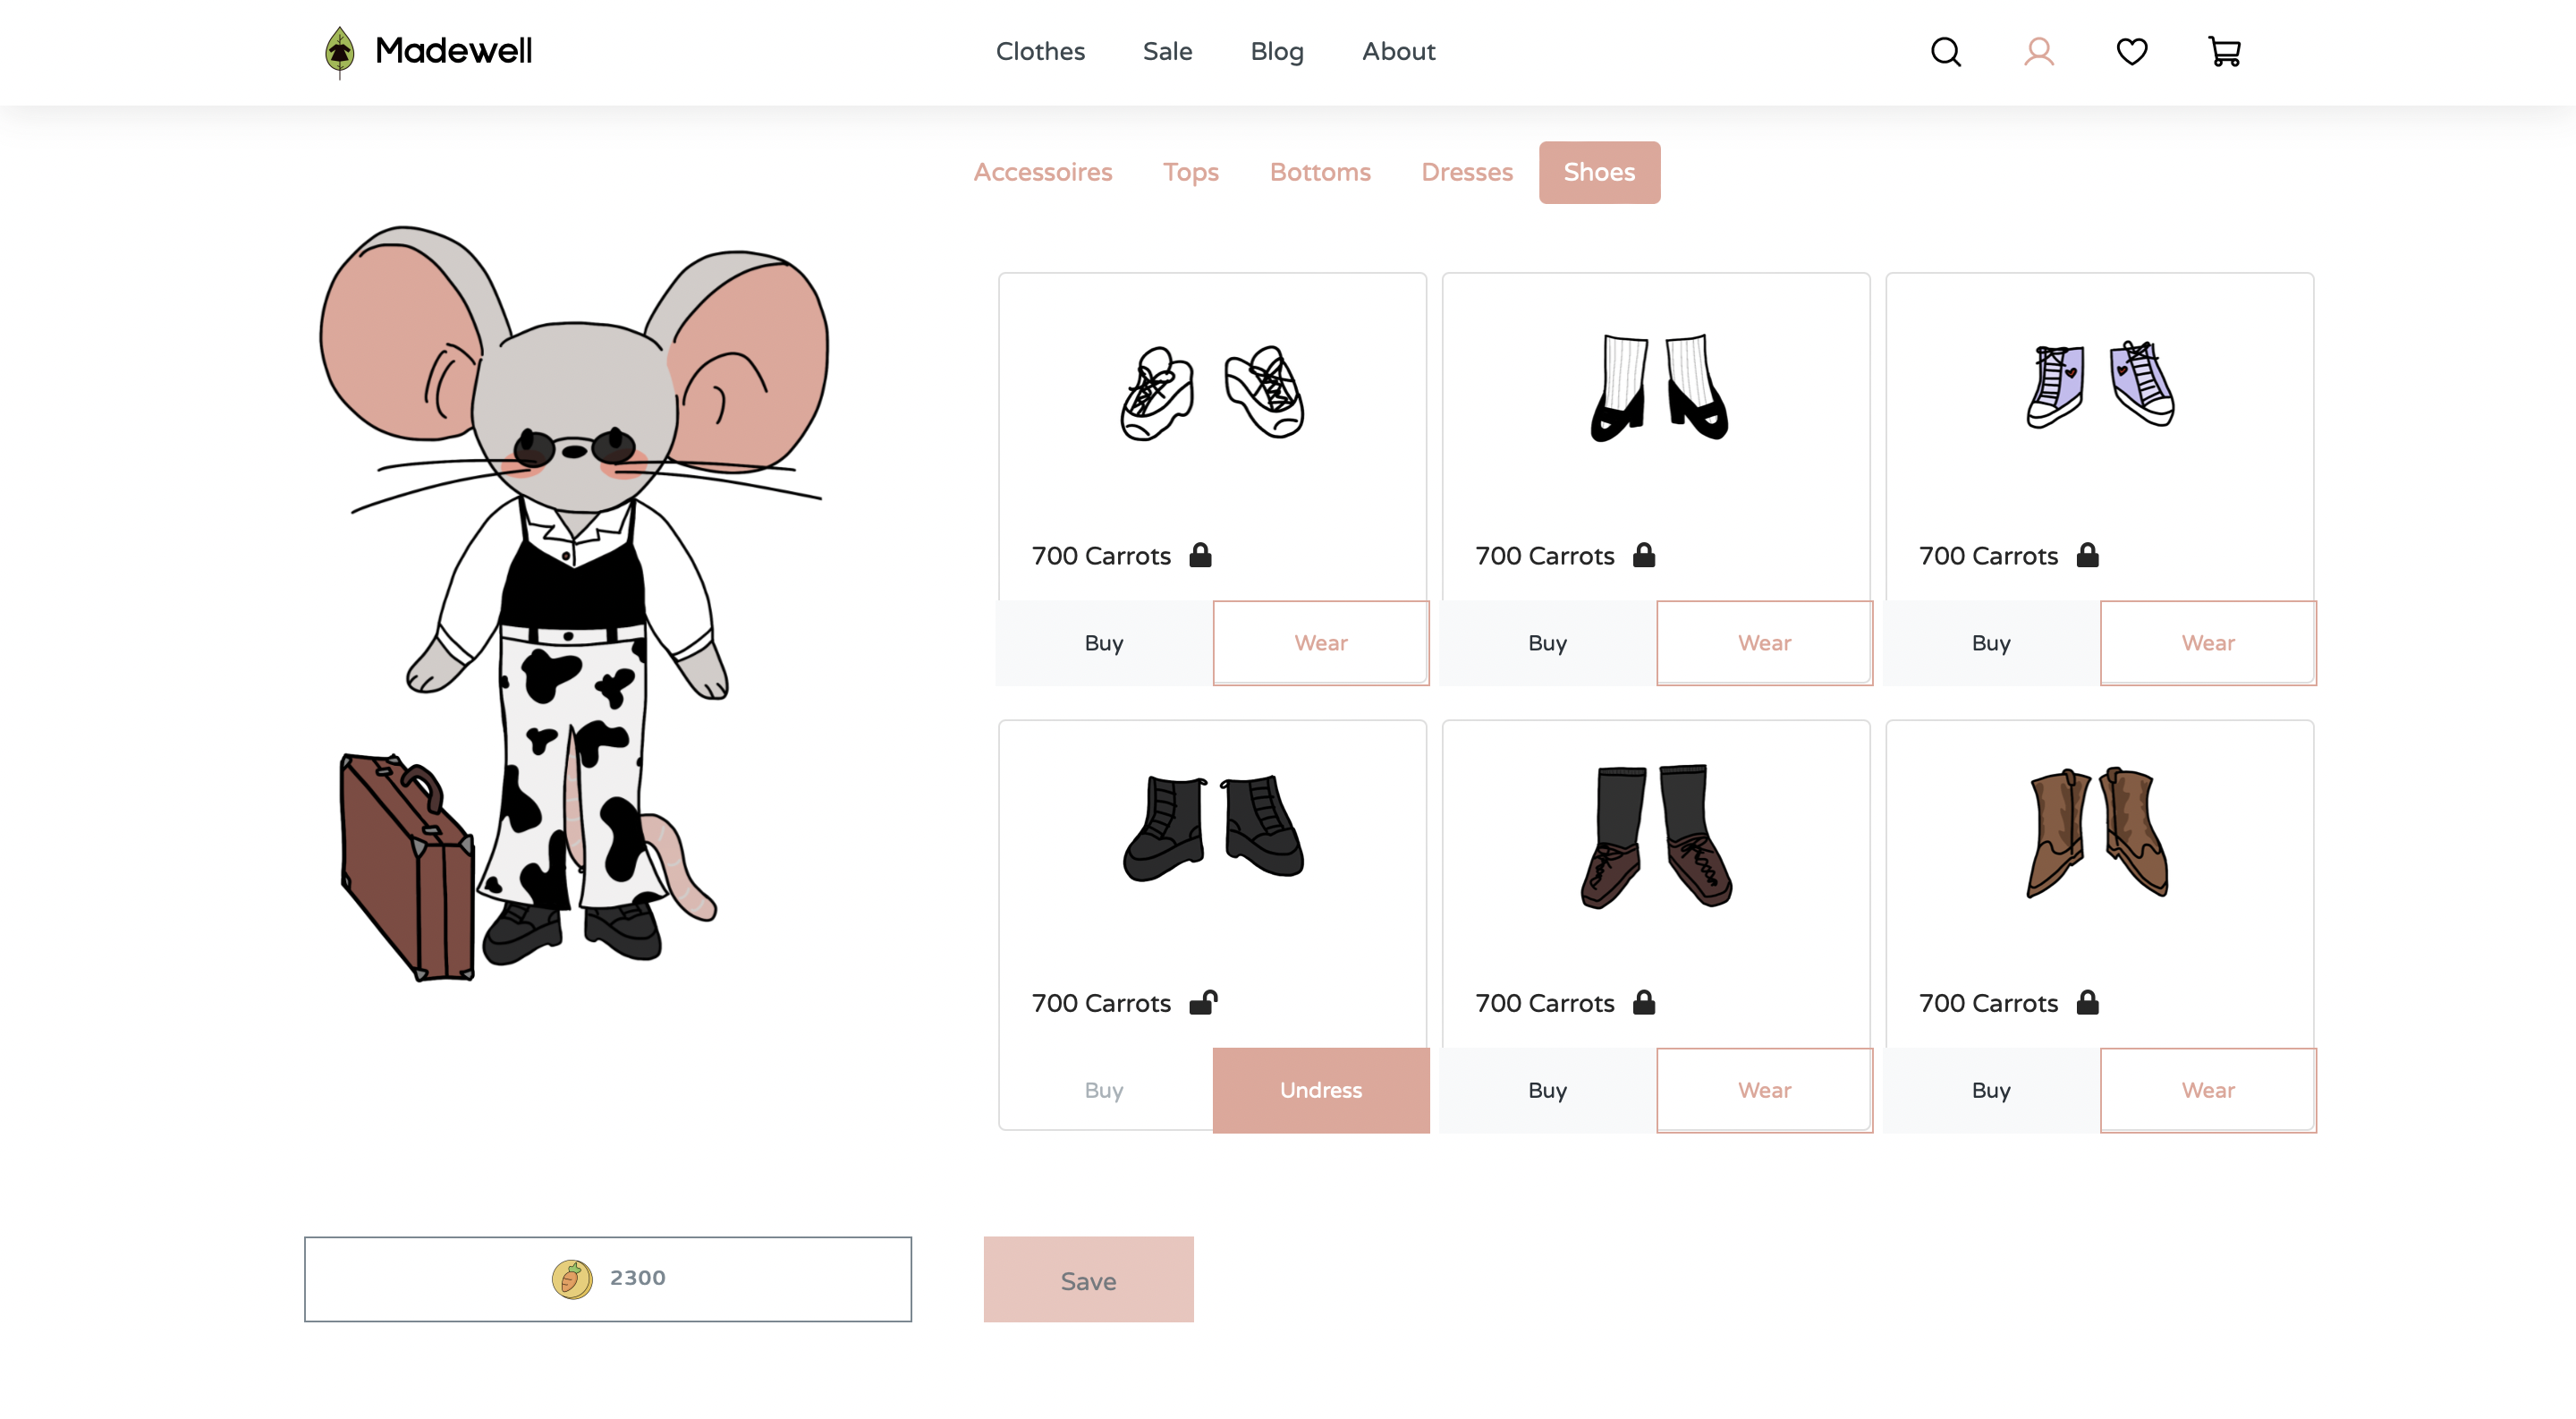 Madewell
Clothes Sale Blog About
Accessoires Tops Bottoms Dresses Shoes
700 Carrots 700 Carrots 700 Carrots
Buy Wear Buy Wear Buy Wear
700 Carrots 700 Carrots 700 Carrots
Buy Undress Buy Wear Buy Wear
2300 Save